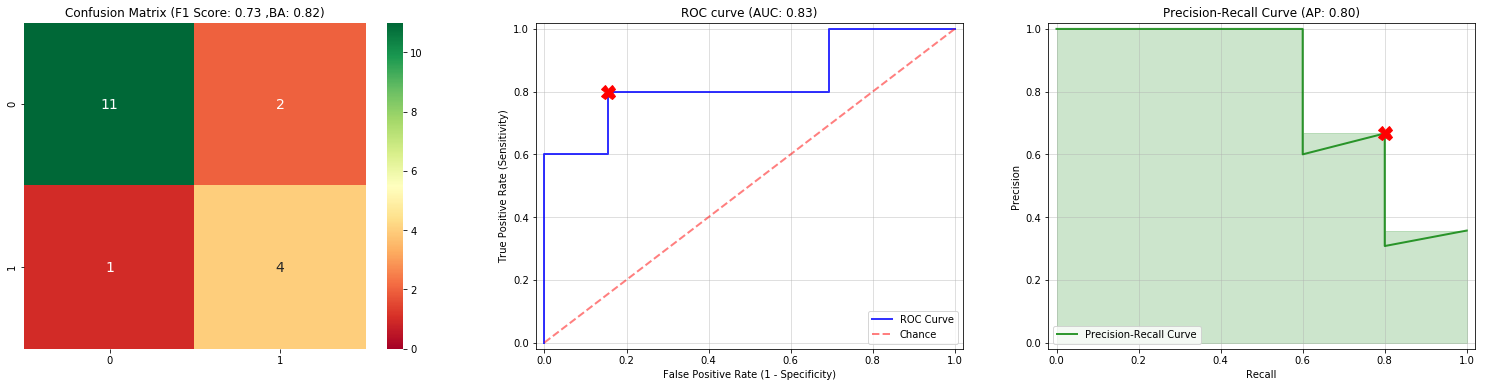 Confusion Matrix (F1 Score: 0.73 ,BA: 0.82)
0
1
11
2
1
4
0
1
10
8
6
4
2
0
ROC curve (AUC: 0.83)
True Positive Rate (Sensitivity)
1.0
0.8
0.6
0.4
0.2
0.0
ROC Curve
Chance
0.0 0.2 0.4 0.6 0.8 1.0
False Positive Rate (1 - Specificity)
Precision-Recall Curve (AP: 0.80)
Precision
1.0
0.8
0.6
0.4
0.2
0.0
Precision-Recall Curve
0.0 0.2 0.4 0.6 0.8 1.0
Recall